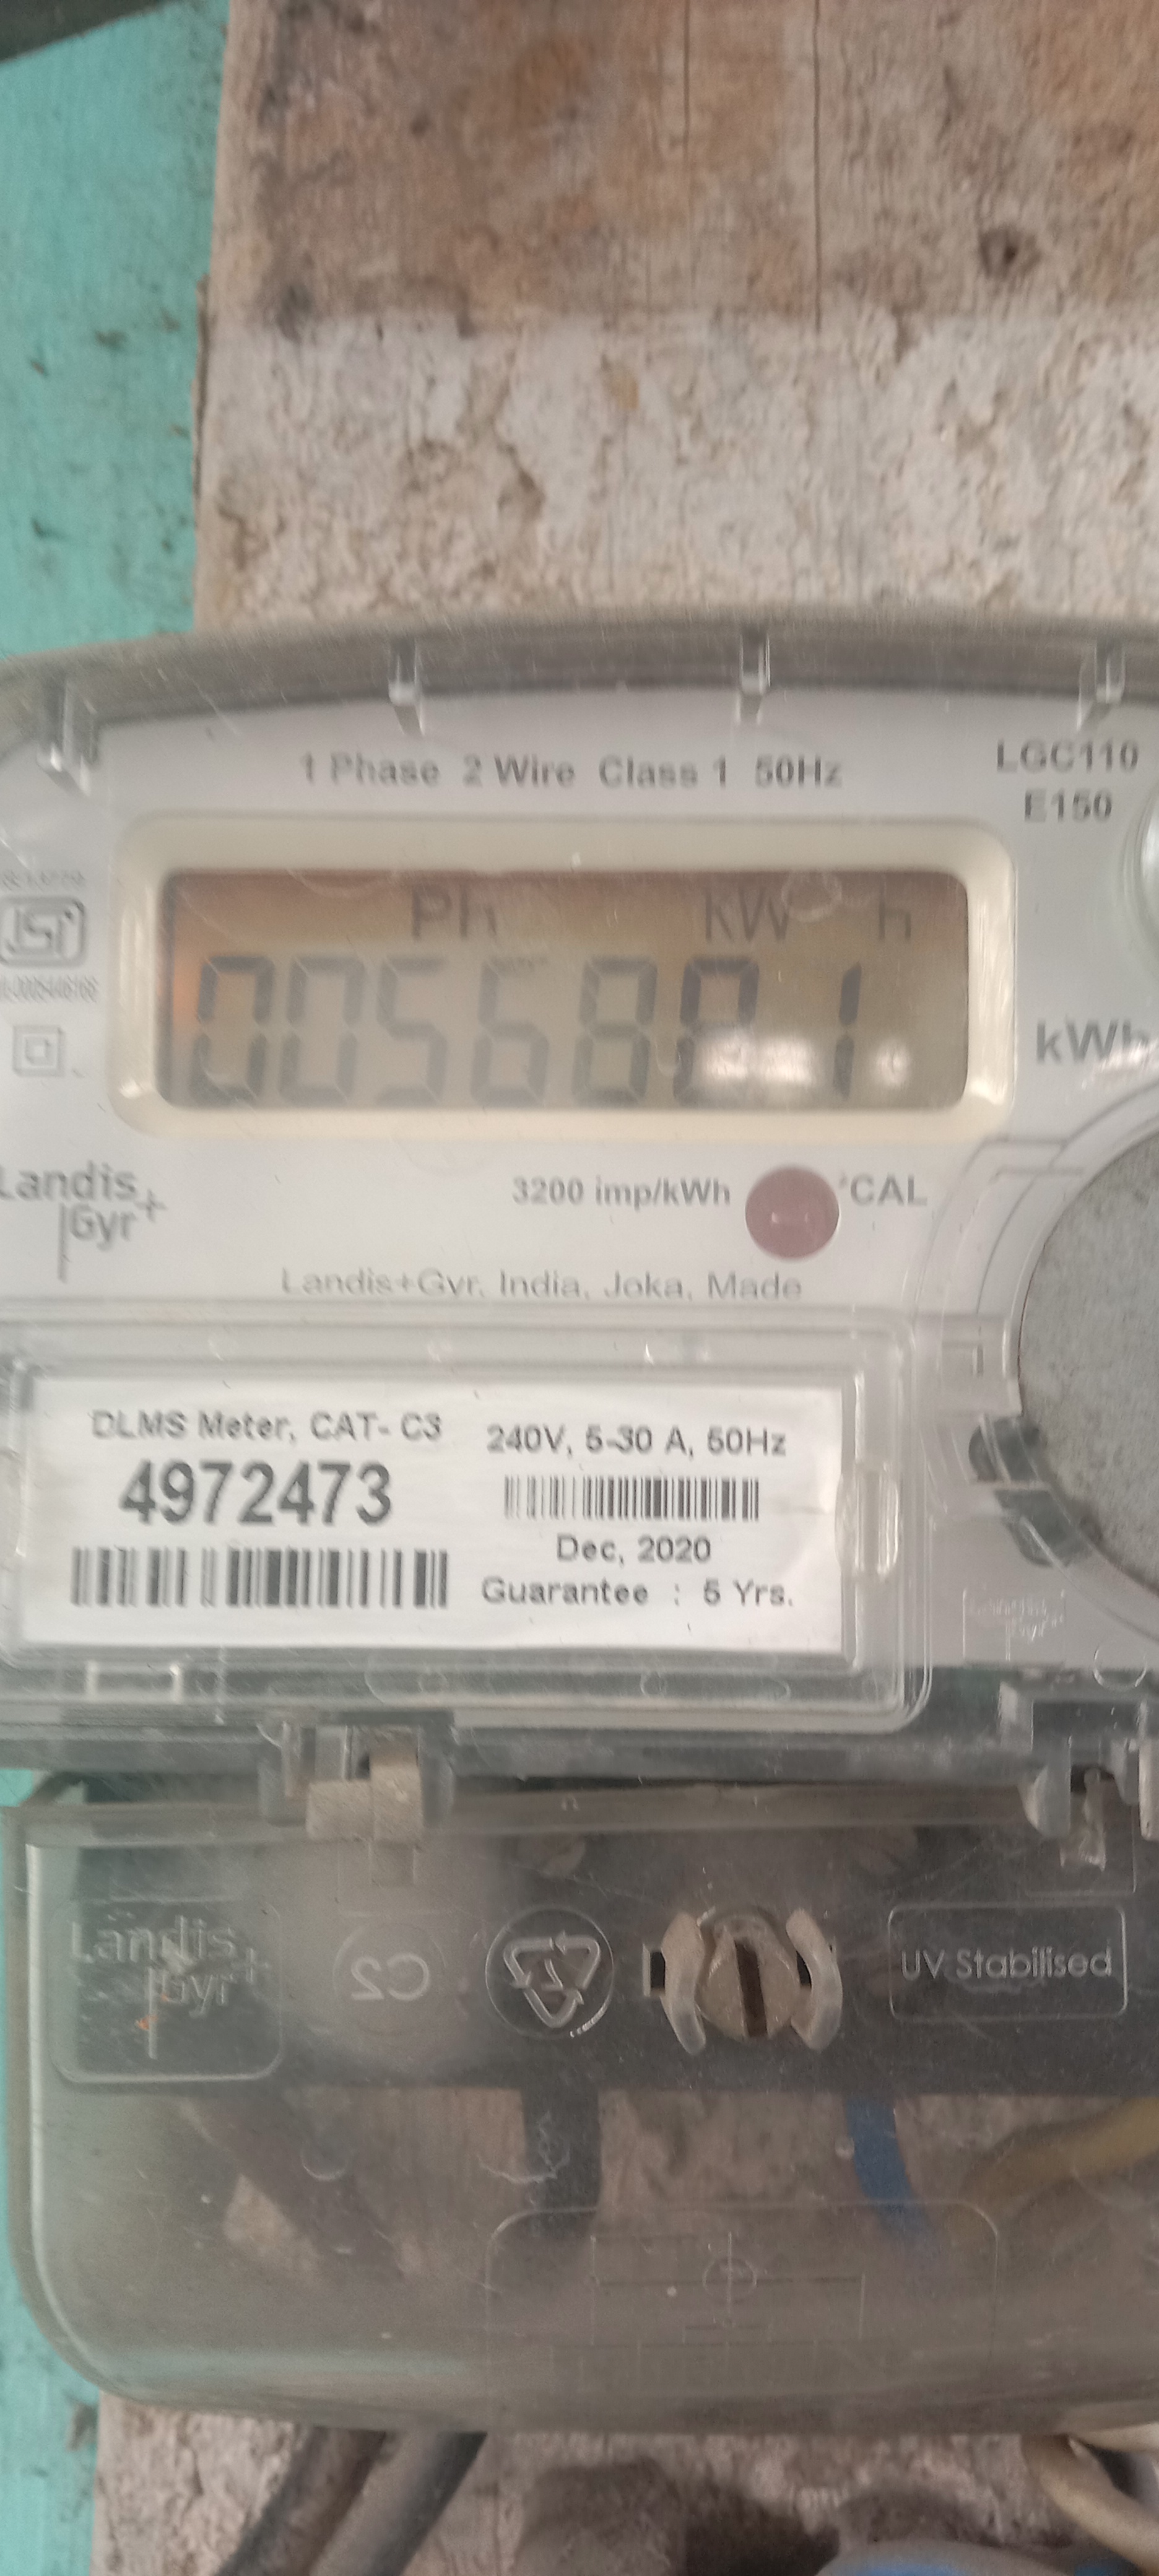 1 Phase 2 Wire Class 1 50Hz
LGC110
E150
Ph kW h
kWh
Landis
Gyr+
3200 imp/kWh
CAL
Landis+Gyr, India, Joka, Made
DLMS Meter, CAT- C3
4972473
240V, 5-30 A, 50Hz
Dec, 2020
Guarantee : 5 Yrs.
Landis
Gyr+
C2
UV Stabilised